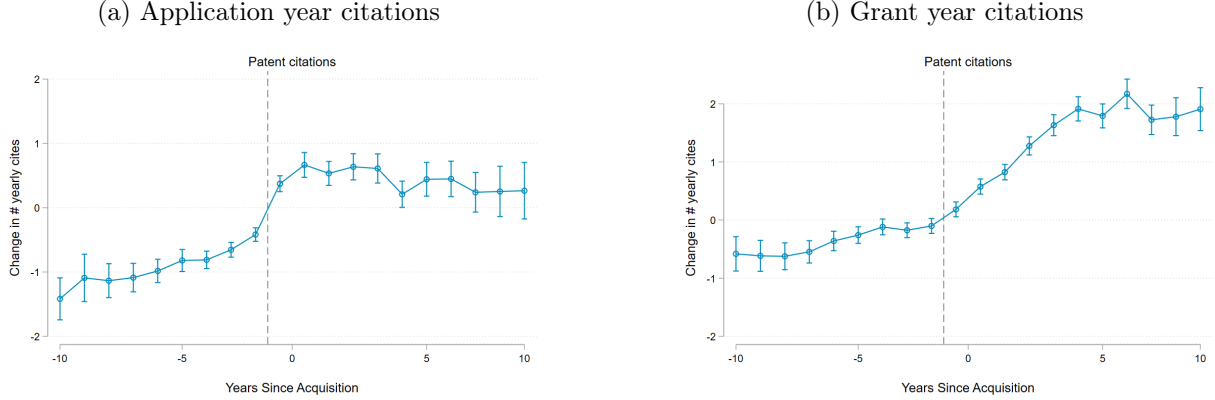 (a) Application year citations
Patent citations
Change in # yearly cites
2
1
0
-1
-2
-10
-5
0
5
10
Years Since Acquisition
(b) Grant year citations
Patent citations
Change in # yearly cites
2
1
0
-1
-2
-10
-5
0
5
10
Years Since Acquisition